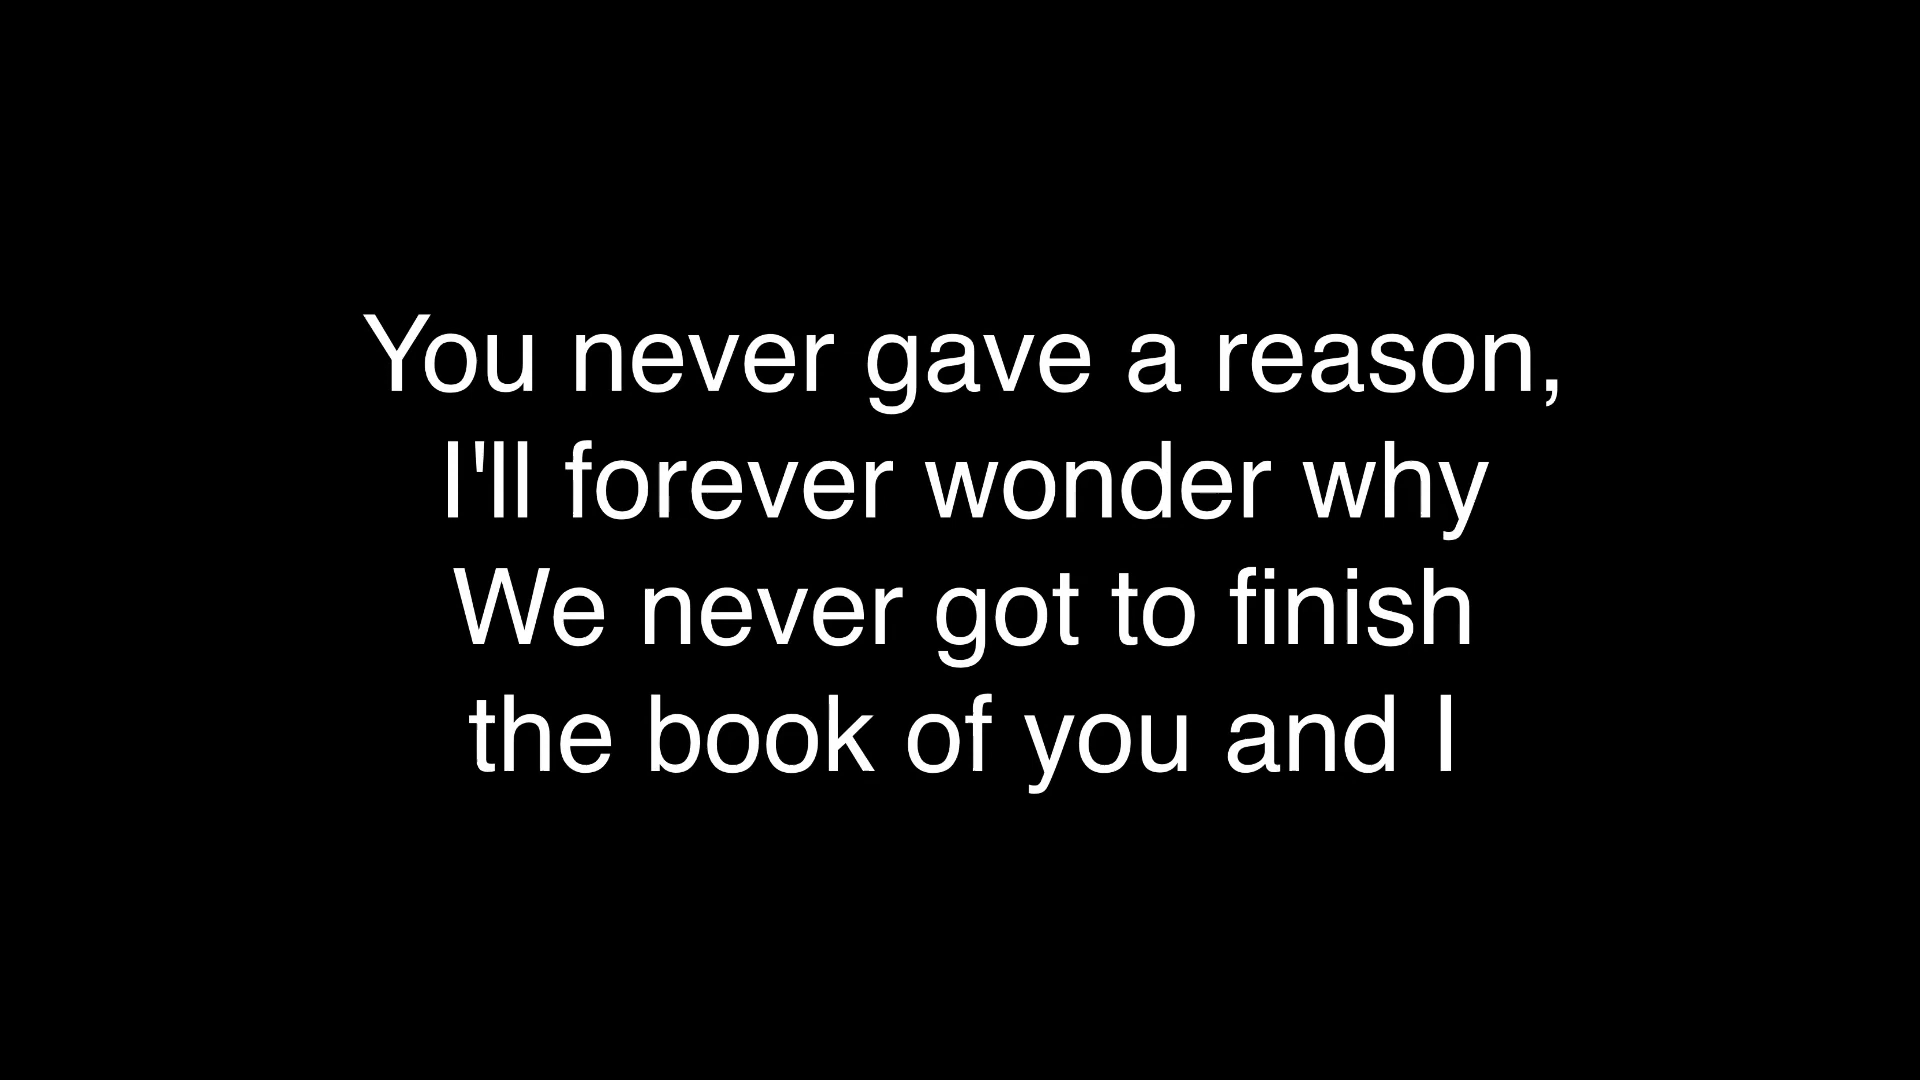 You never gave a reason,
I'll forever wonder why
We never got to finish
the book of you and I